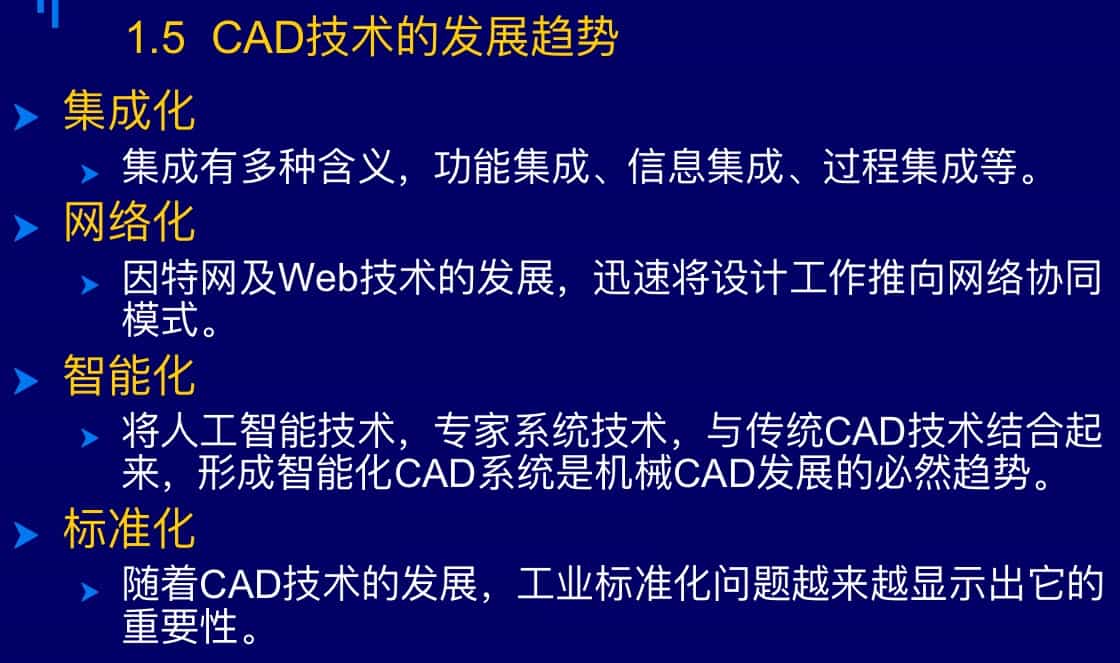 1.5 CAD技术的发展趋势
集成化
集成有多种含义，功能集成、信息集成、过程集成等。
网络化
因特网及Web技术的发展，迅速将设计工作推向网络协同
模式。
智能化
将人工智能技术，专家系统技术，与传统CAD技术结合起
来，形成智能化CAD系统是机械CAD发展的必然趋势。
标准化
随着CAD技术的发展，工业标准化问题越来越显示出它的
重要性。